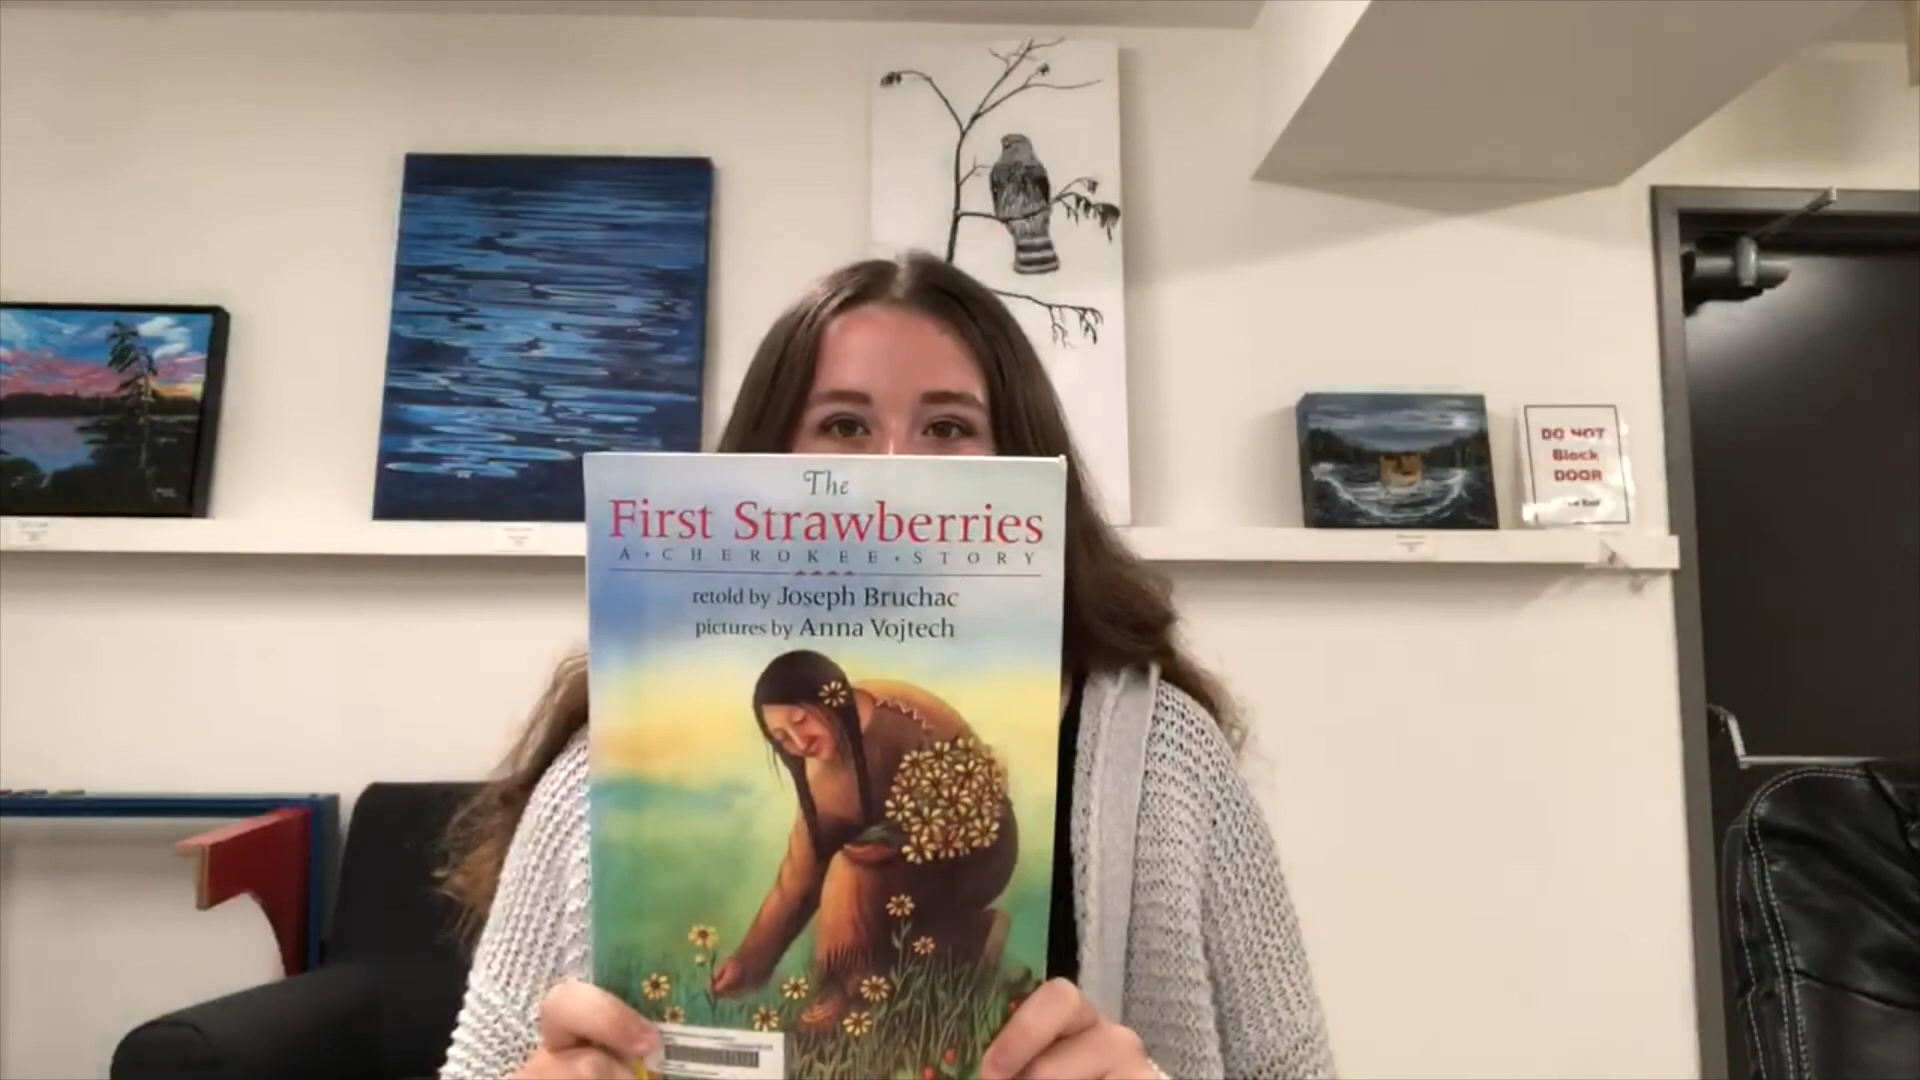 The
First Strawberries
A•CHEROKEE•STORY
retold by Joseph Bruchac
pictures by Anna Vojtech
DO NOT
Block
DOOR